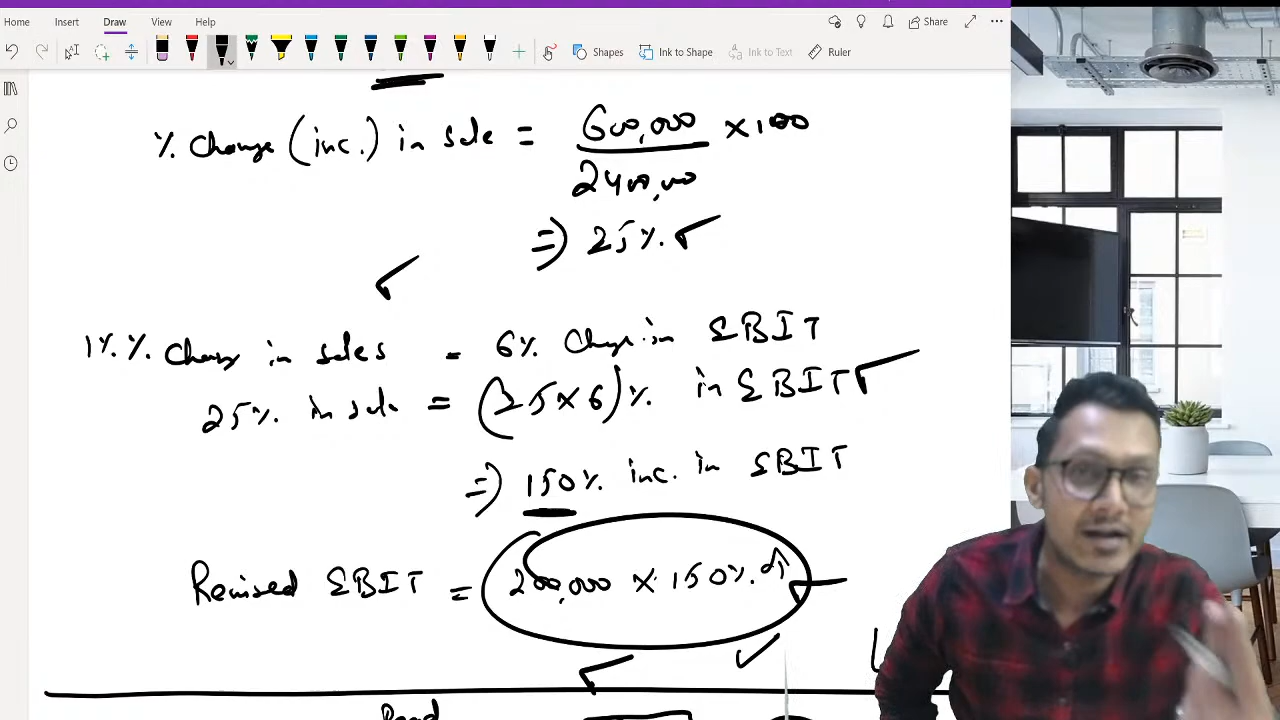 Home Insert Draw View Help Share
Shapes Ink to Shape Ink to Text Ruler
% Change (inc.) in sale = 600,000 × 100
2400,000
⇒ 25%
1%.% Change in sales = 6% Change in EBIT
25% in sale = (25×6)% in EBIT
⇒ 150% inc. in EBIT
Revised EBIT = 200,000 × 150%